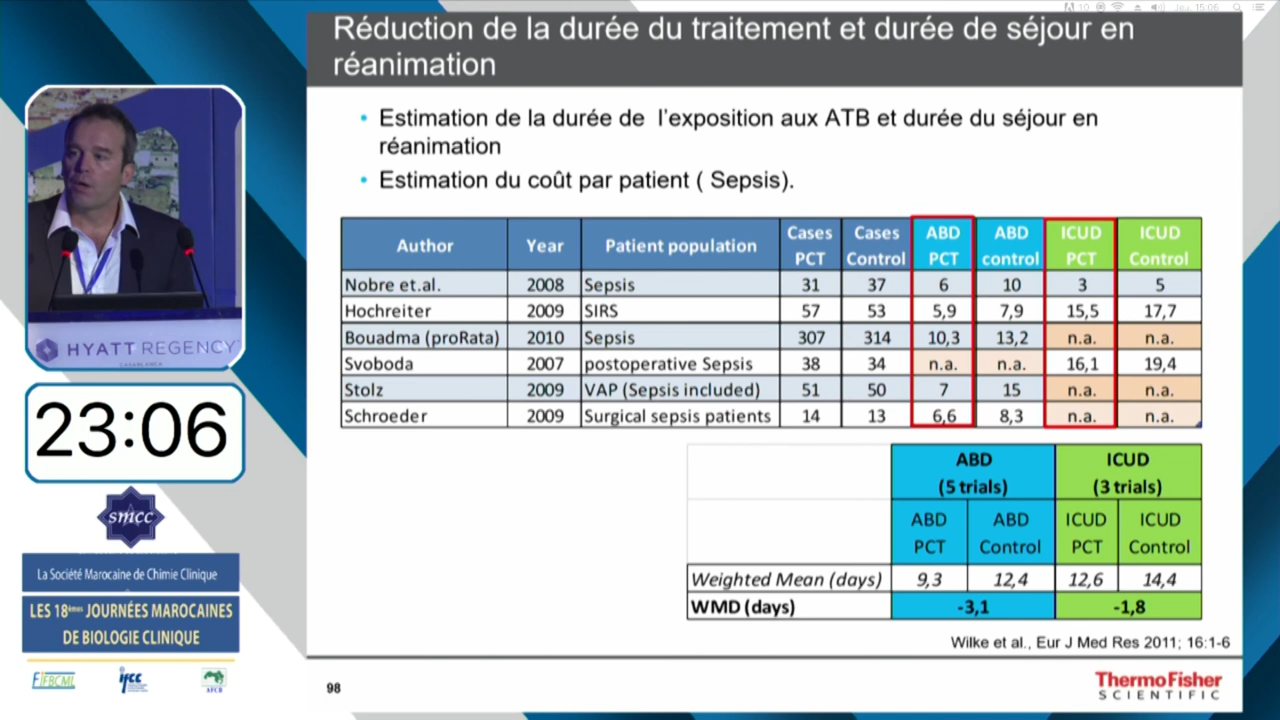 10 Jeu. 15:06
Réduction de la durée du traitement et durée de séjour en
réanimation
• Estimation de la durée de l'exposition aux ATB et durée du séjour en
réanimation
• Estimation du coût par patient ( Sepsis).
Author Year Patient population Cases PCT Cases Control ABD PCT ABD control ICUD PCT ICUD Control
Nobre et.al. 2008 Sepsis 31 37 6 10 3 5
Hochreiter 2009 SIRS 57 53 5,9 7,9 15,5 17,7
Bouadma (proRata) 2010 Sepsis 307 314 10,3 13,2 n.a. n.a.
Svoboda 2007 postoperative Sepsis 38 34 n.a. n.a. 16,1 19,4
Stolz 2009 VAP (Sepsis included) 51 50 7 15 n.a. n.a.
Schroeder 2009 Surgical sepsis patients 14 13 6,6 8,3 n.a. n.a.
ABD ICUD
(5 trials) (3 trials)
ABD ABD ICUD ICUD
PCT Control PCT Control
Weighted Mean (days) 9,3 12,4 12,6 14,4
WMD (days) -3,1 -1,8
Wilke et al., Eur J Med Res 2011; 16:1-6
98
ThermoFisher
SCIENTIFIC
HYATT REGENCY
CASABLANCA
23:06
smcc
La Société Marocaine de Chimie Clinique
LES 18èmes JOURNÉES MAROCAINES
DE BIOLOGIE CLINIQUE
FIFBCML
ifcc
AFCB